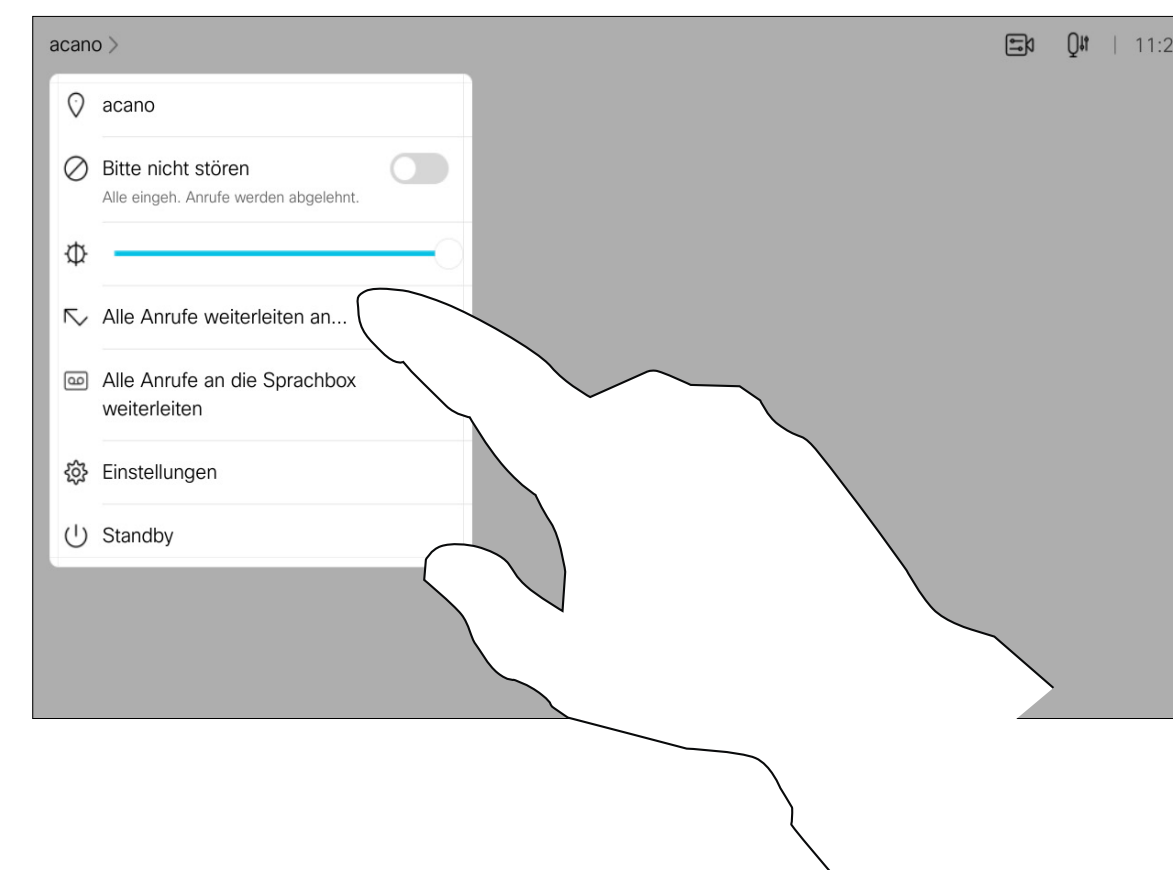 acano
11:2
acano
Bitte nicht stören
Alle eingeh. Anrufe werden abgelehnt.
Alle Anrufe weiterleiten an...
Alle Anrufe an die Sprachbox
weiterleiten
Einstellungen
Standby